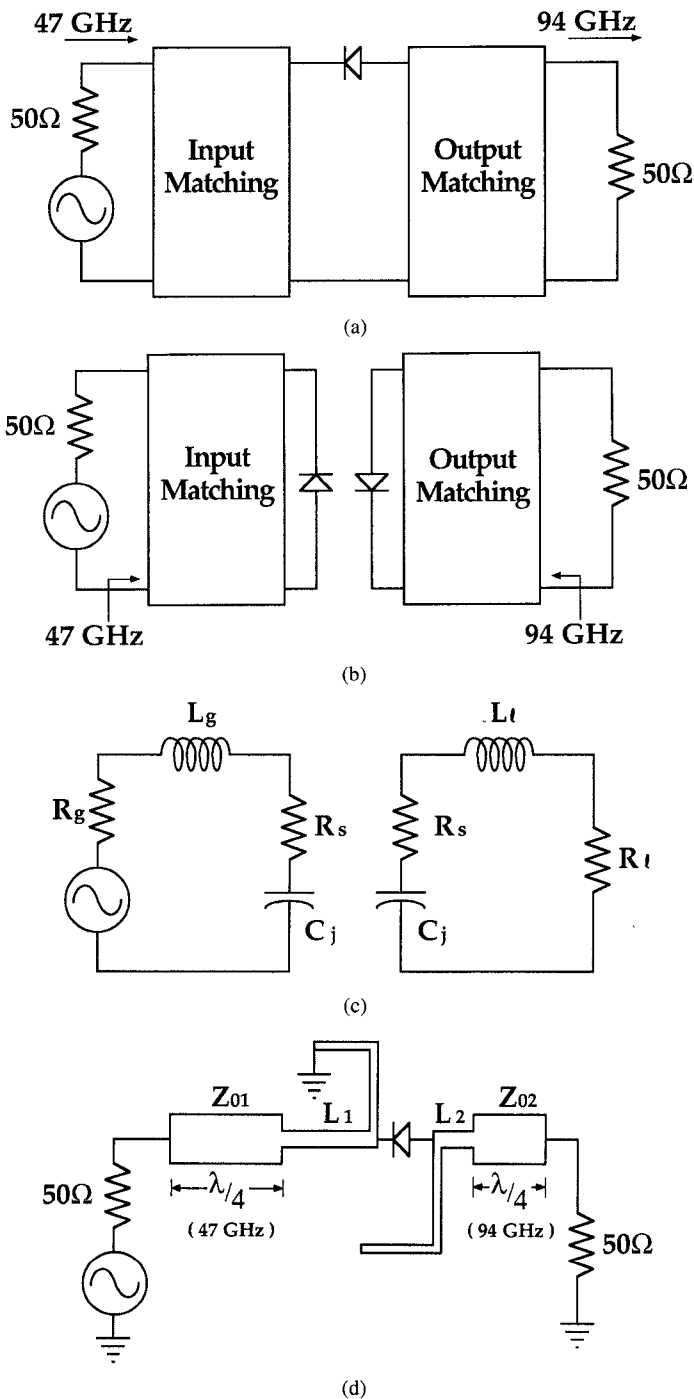 47 GHz
94 GHz
50Ω
Input
Matching
Output
Matching
50Ω
(a)
50Ω
Input
Matching
Output
Matching
50Ω
47 GHz
94 GHz
(b)
Lg
Lℓ
Rg
Rs
Rs
Rℓ
Cj
Cj
(c)
Z01
L1
L2
Z02
50Ω
λ/4
λ/4
( 47 GHz )
( 94 GHz )
50Ω
(d)